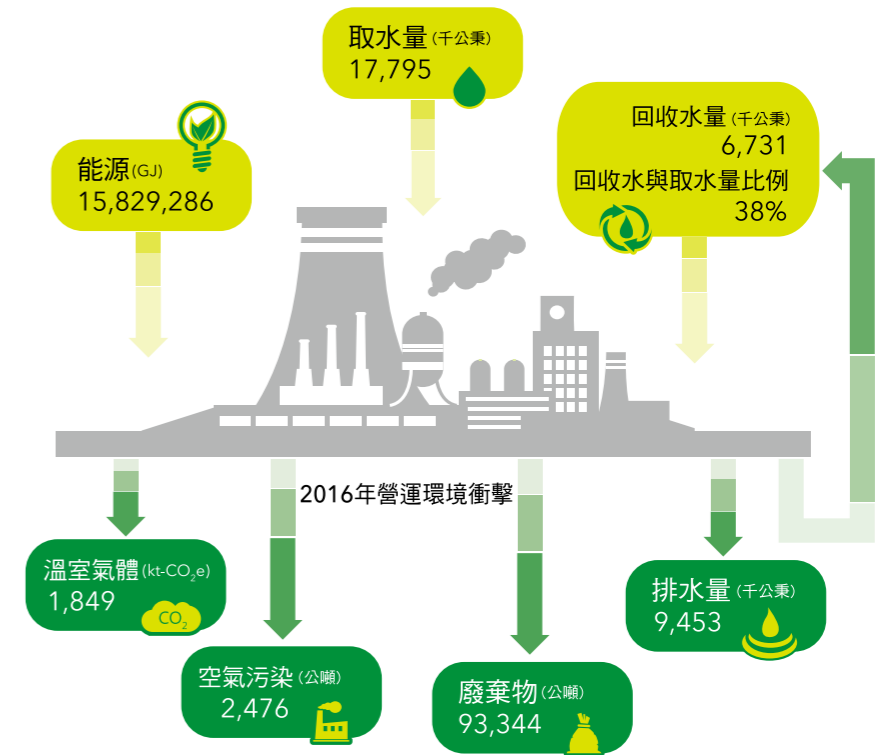 取水量(千公秉)
17,795
回收水量(千公秉)
6,731
回收水與取水量比例
38%
能源(GJ)
15,829,286
2016年營運環境衝擊
溫室氣體(kt-CO₂e)
1,849
CO₂
排水量(千公秉)
9,453
空氣污染(公噸)
2,476
廢棄物(公噸)
93,344